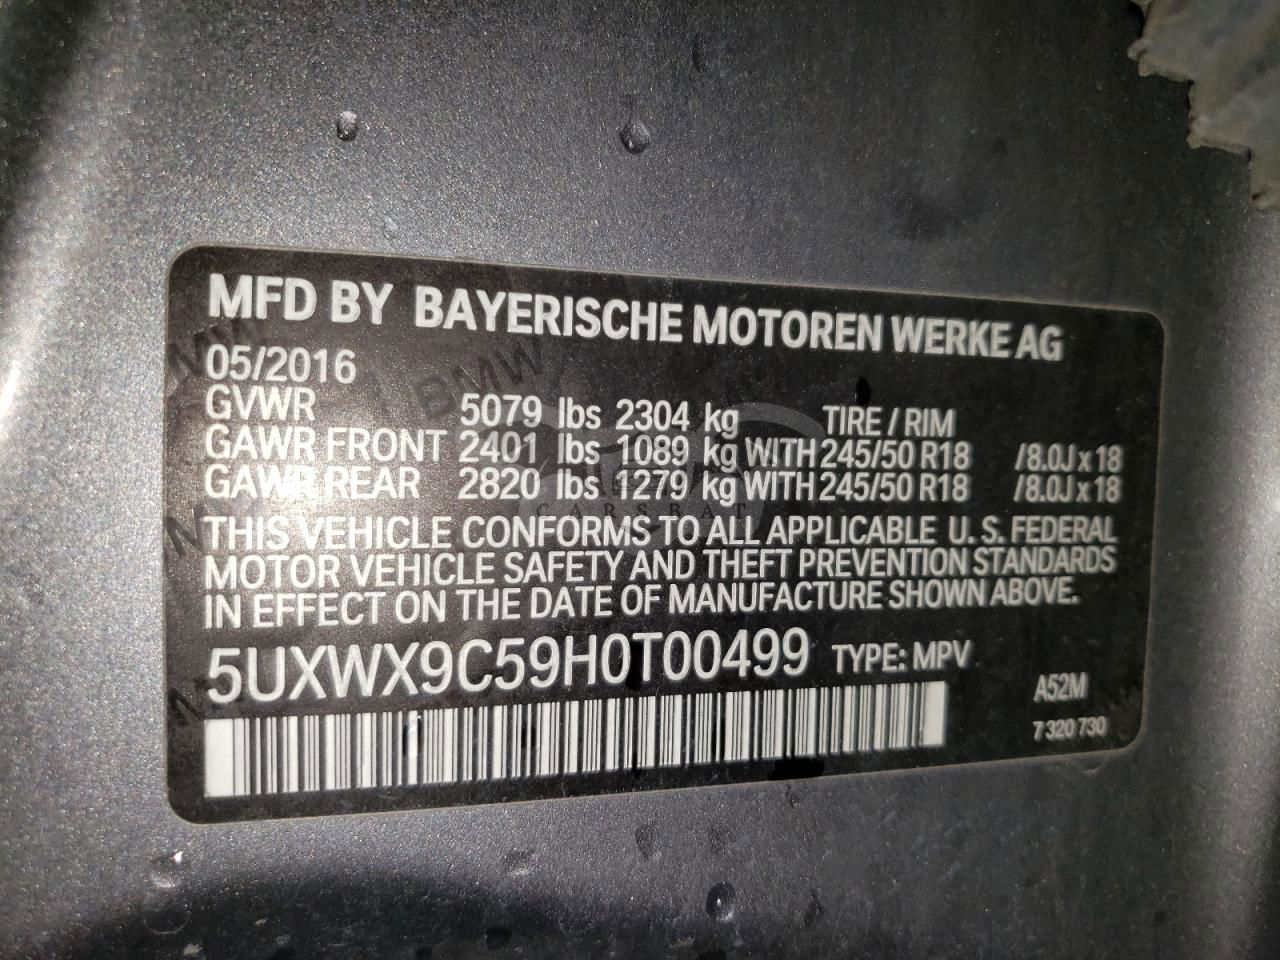 MFD BY BAYERISCHE MOTOREN WERKE AG
05/2016
GVWR 5079 lbs 2304 kg TIRE / RIM
GAWR FRONT 2401 lbs 1089 kg WITH 245/50 R18 /8.0J x 18
GAWR REAR 2820 lbs 1279 kg WITH 245/50 R18 /8.0J x 18
THIS VEHICLE CONFORMS TO ALL APPLICABLE U.S. FEDERAL
MOTOR VEHICLE SAFETY AND THEFT PREVENTION STANDARDS
IN EFFECT ON THE DATE OF MANUFACTURE SHOWN ABOVE.
5UXWX9C59H0T00499 TYPE: MPV
A52M
7 320 730
BMW
CARSBAT